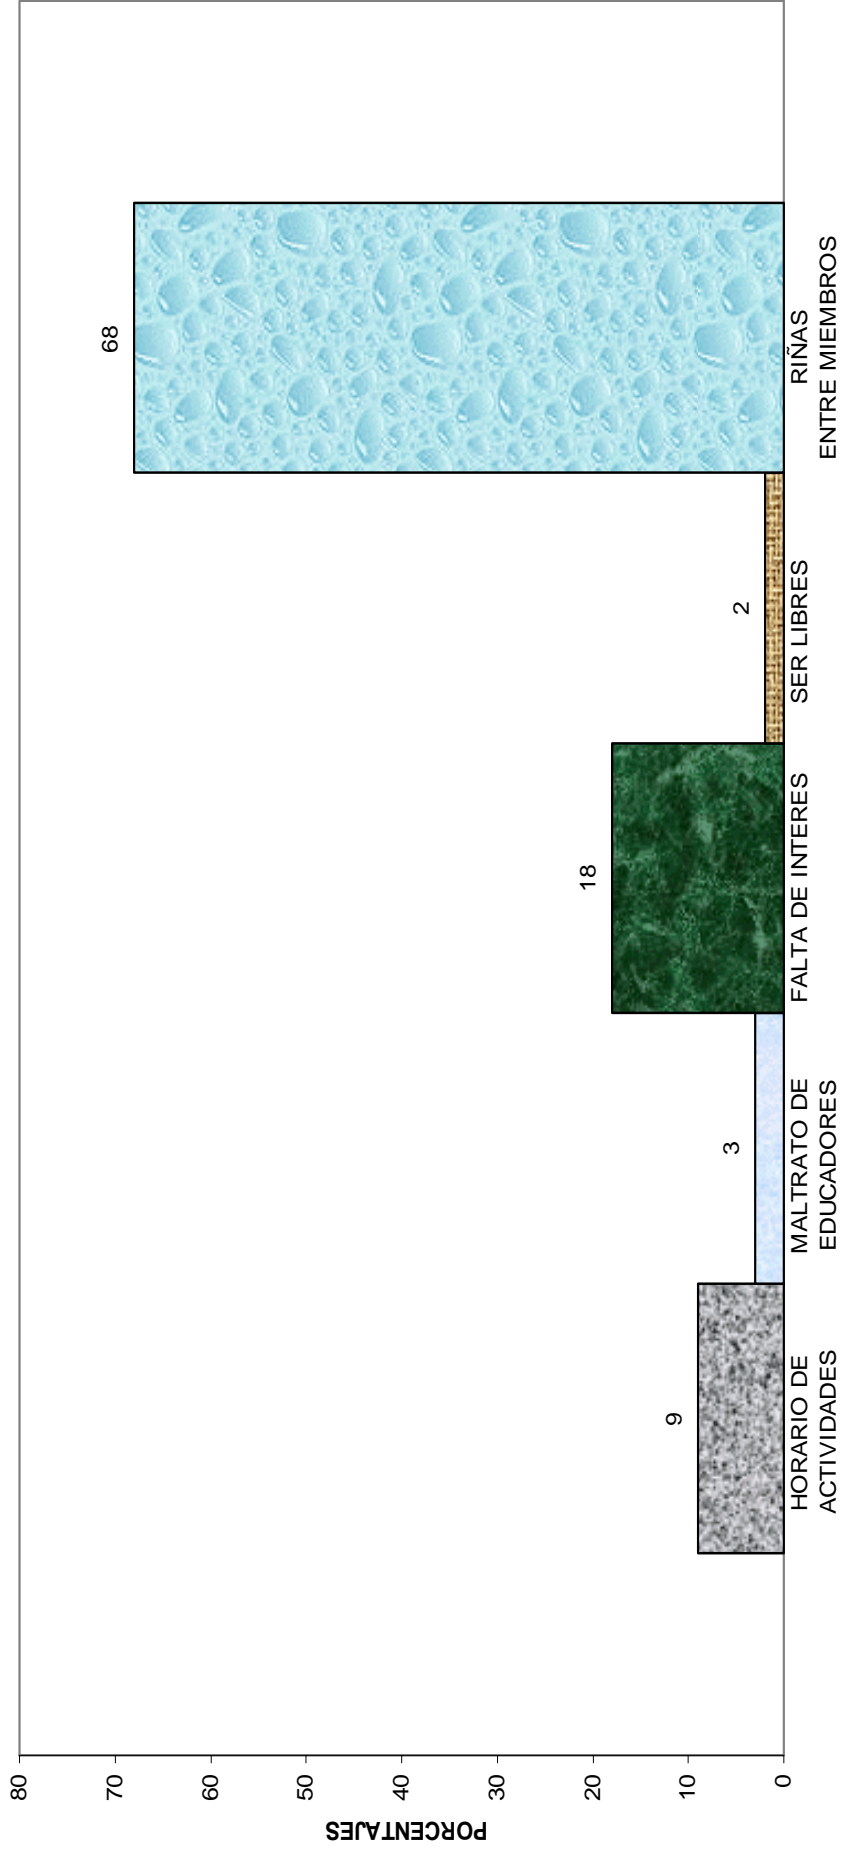 PORCENTAJES
80
70
60
50
40
30
20
10
0
9
3
18
2
68
HORARIO DE
ACTIVIDADES
MALTRATO DE
EDUCADORES
FALTA DE INTERES
SER LIBRES
RIÑAS
ENTRE MIEMBROS